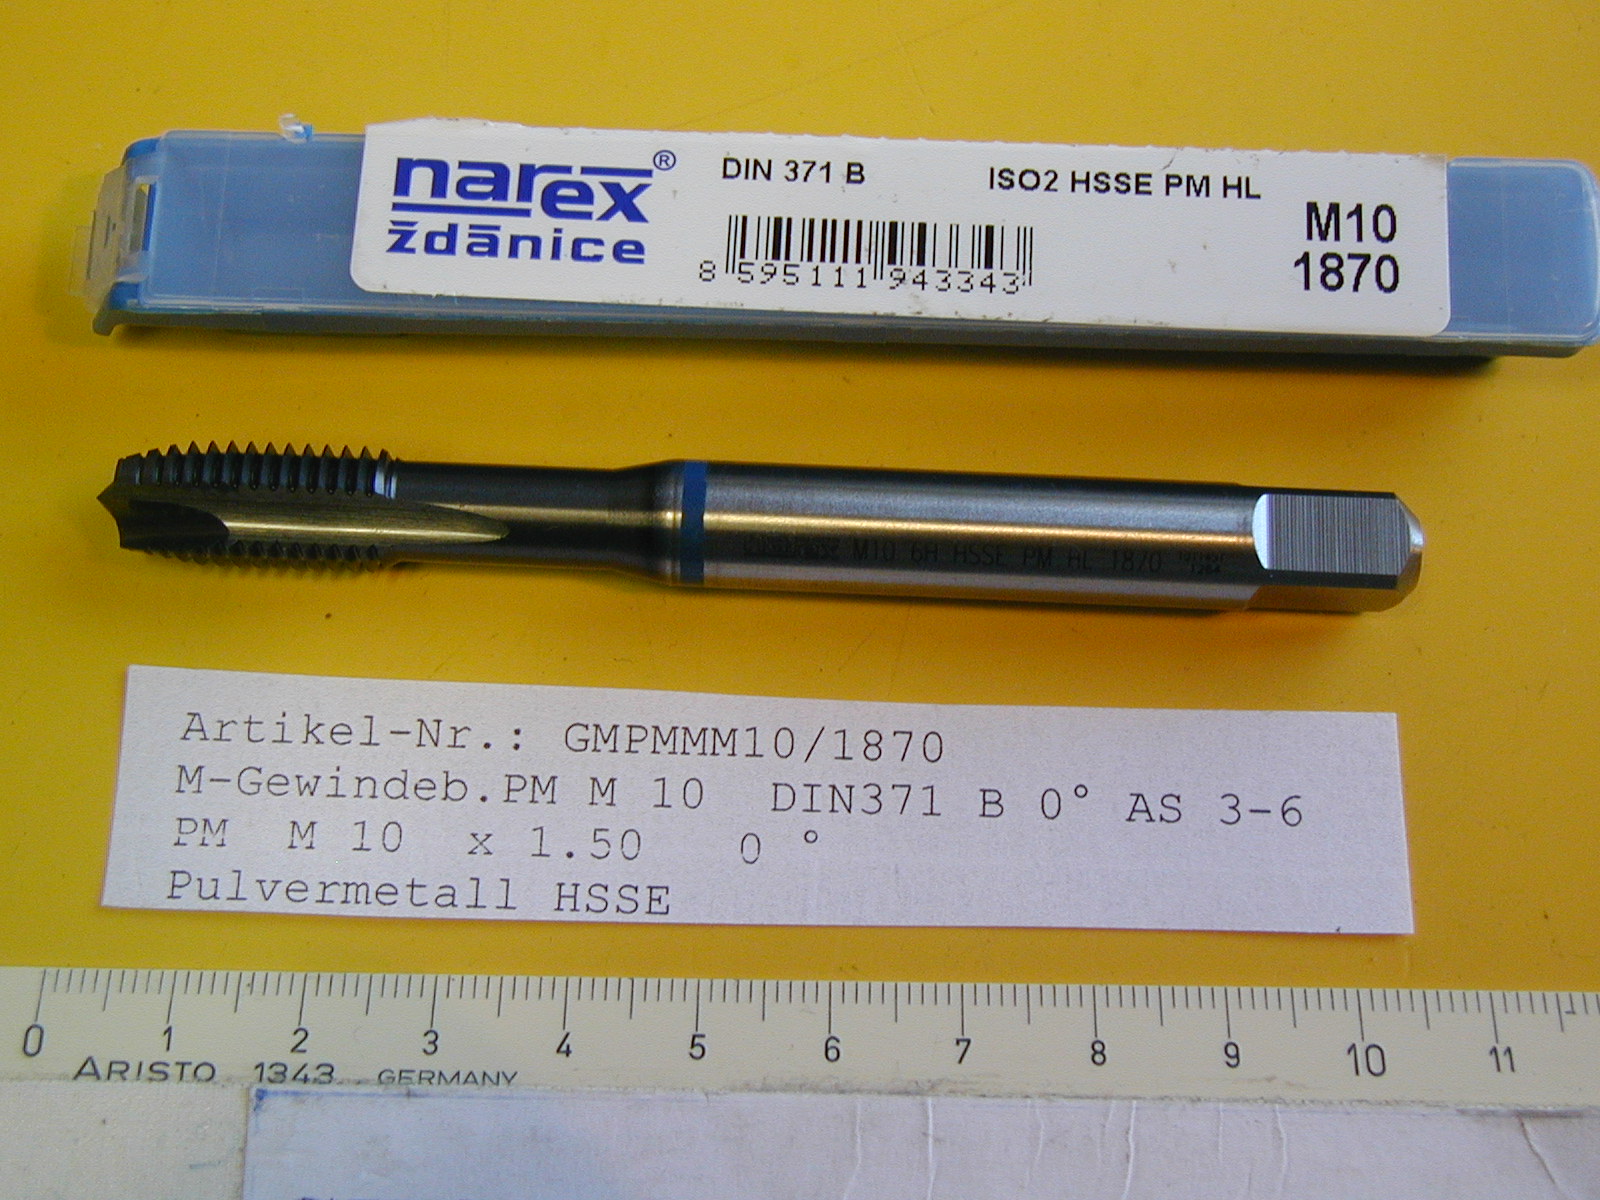 narex®
ždánice
DIN 371 B
ISO2 HSSE PM HL
M10
1870
8 595111 943343
M10 6H HSSE PM HL 1870
Artikel-Nr.: GMPMMM10/1870
M-Gewindeb.PM M 10 DIN371 B 0° AS 3-6
PM M 10 x 1.50 0 °
Pulvermetall HSSE
0 1 2 3 4 5 6 7 8 9 10 11
ARISTO 1343 GERMANY